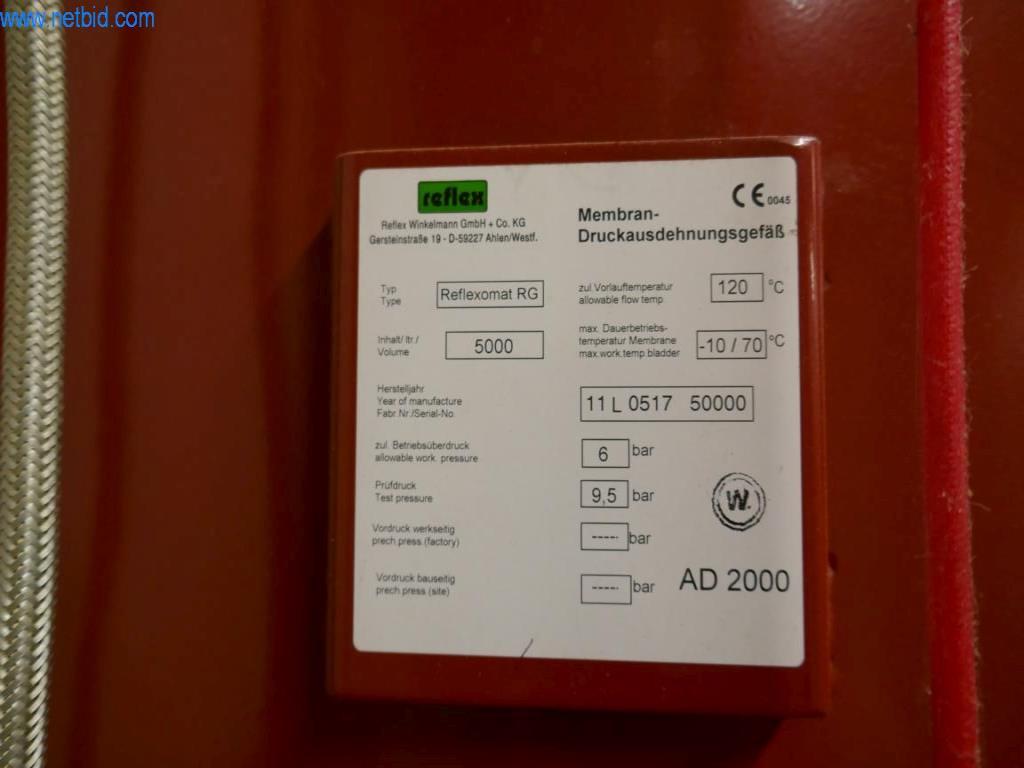 www.netbid.com
reflex
Reflex Winkelmann GmbH + Co. KG
Gersteinstraße 19 - D-59227 Ahlen/Westf.
CE 0045
Membran-
Druckausdehnungsgefäß
Typ
Type
Reflexomat RG
zul.Vorlauftemperatur
allowable flow temp.
120 °C
Inhalt/ ltr./
Volume
5000
max. Dauerbetriebs-
temperatur Membrane
max.work.temp.bladder
-10 / 70 °C
Herstelljahr
Year of manufacture
Fabr.Nr./Serial-No.
11 L 0517 50000
zul. Betriebsüberdruck
allowable work. pressure
6 bar
Prüfdruck
Test pressure
9,5 bar
W.
Vordruck werkseitig
prech.press.(factory)
----- bar
Vordruck bauseitig
prech.press.(site)
----- bar
AD 2000